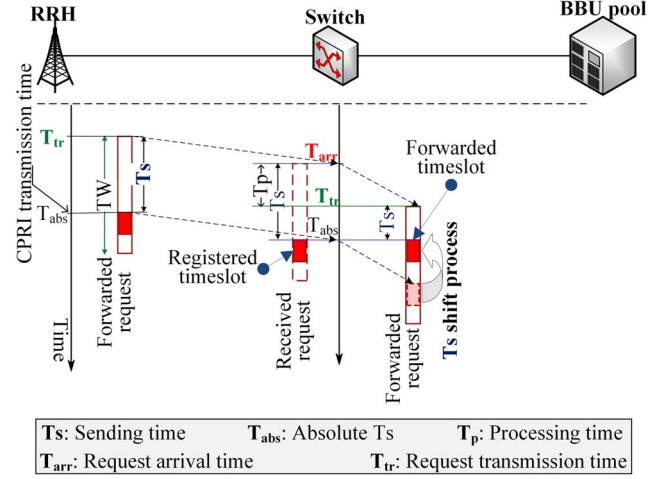 RRH
Switch
BBU pool
CPRI transmission time
Ttr
TW
Ts
Tabs
Forwarded
request
Time
Tarr
Tp
Ts
Ttr
Tabs
Registered
timeslot
Received
request
Forwarded
timeslot
Ts
Ts shift process
Forwarded
request
Ts: Sending time Tabs: Absolute Ts Tp: Processing time
Tarr: Request arrival time Ttr: Request transmission time